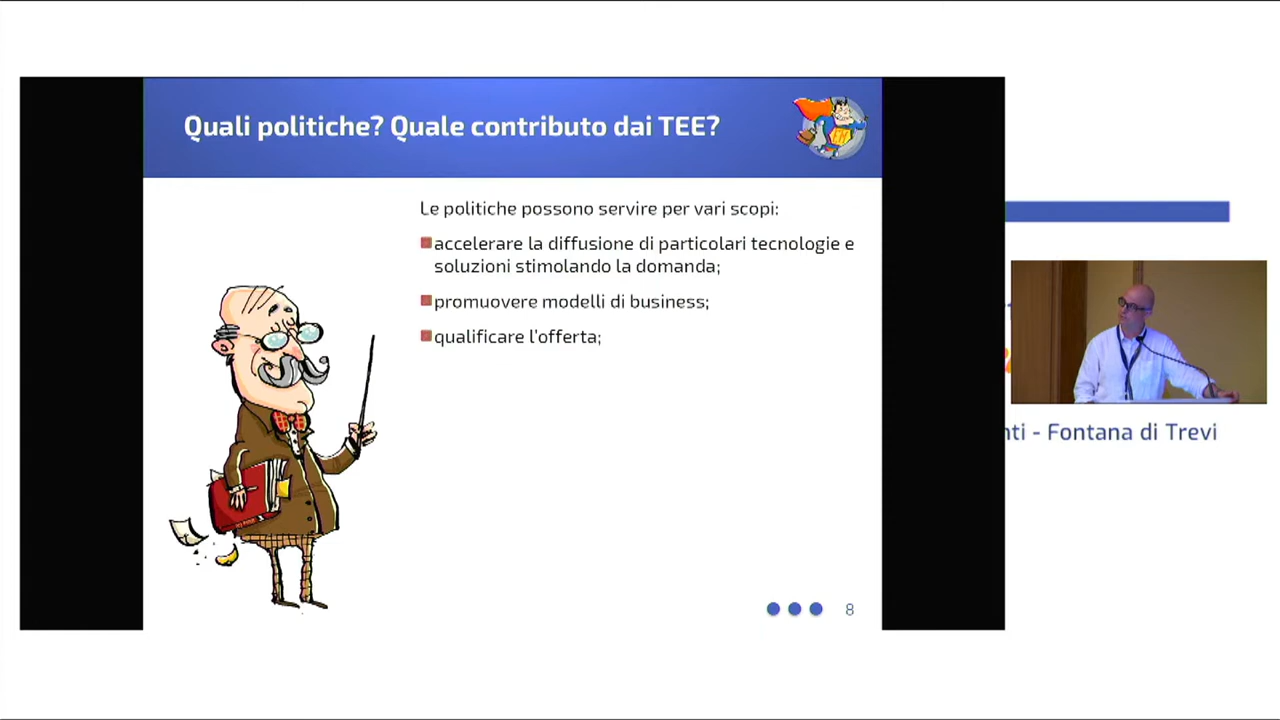 Quali politiche? Quale contributo dai TEE?
Le politiche possono servire per vari scopi:
accelerare la diffusione di particolari tecnologie e
soluzioni stimolando la domanda;
promuovere modelli di business;
qualificare l'offerta;
8
nti - Fontana di Trevi